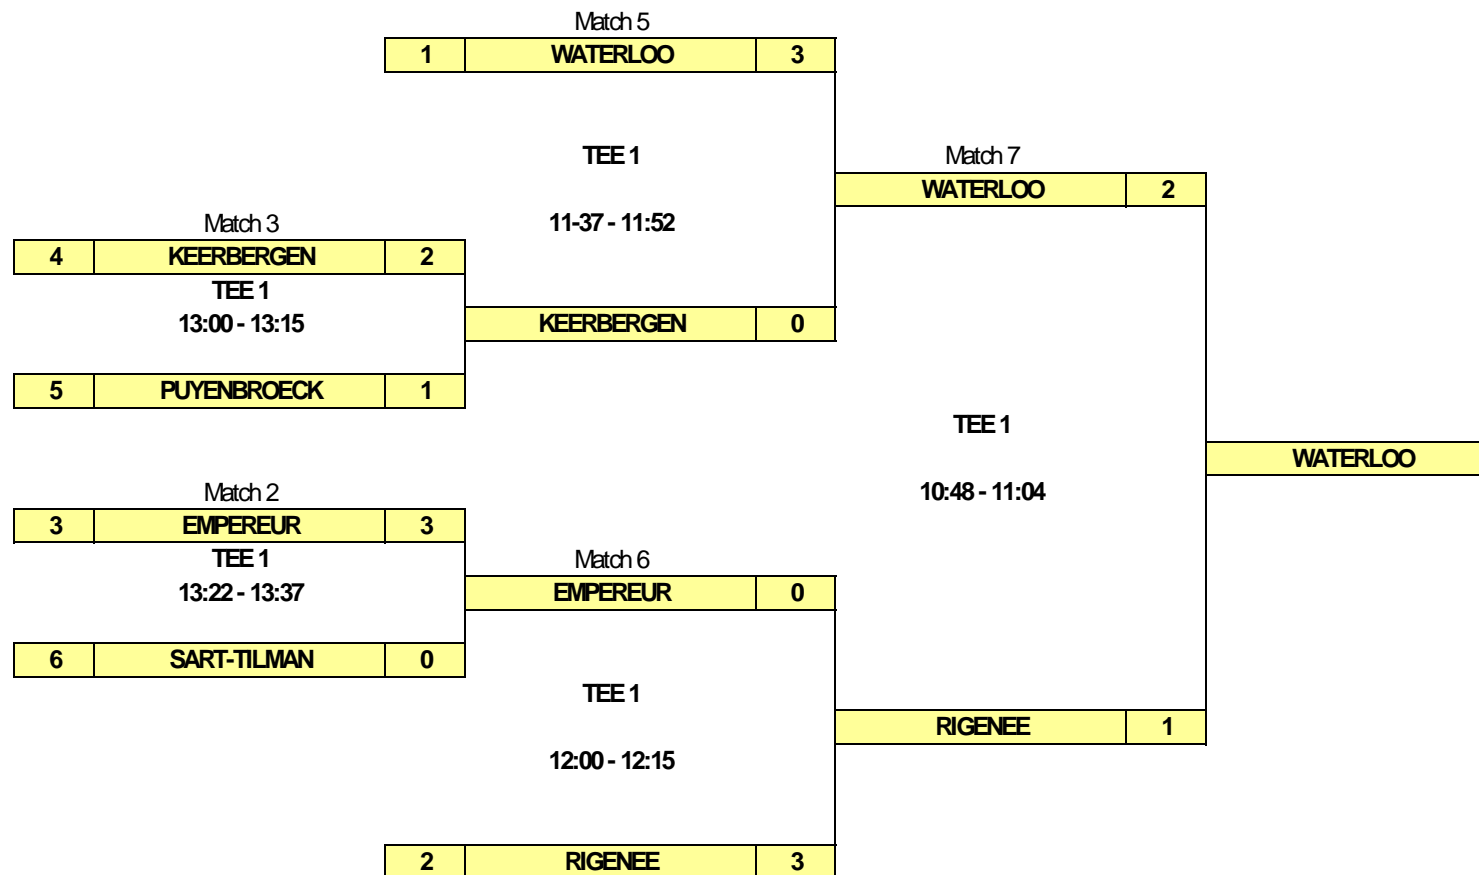 Match 5
1 WATERLOO 3
TEE 1
Match 7
WATERLOO 2
11-37 - 11:52
Match 3
4 KEERBERGEN 2
TEE 1
13:00 - 13:15
KEERBERGEN 0
5 PUYENBROECK 1
TEE 1
WATERLOO
10:48 - 11:04
Match 2
3 EMPEREUR 3
TEE 1
13:22 - 13:37
Match 6
EMPEREUR 0
6 SART-TILMAN 0
TEE 1
RIGENEE 1
12:00 - 12:15
2 RIGENEE 3